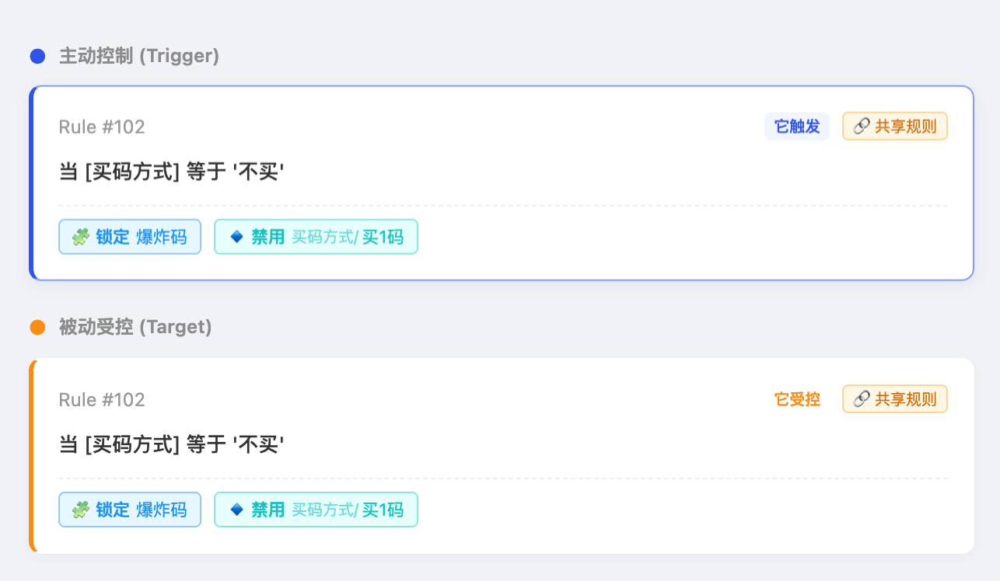 主动控制 (Trigger)
Rule #102 它触发 共享规则
当 [买码方式] 等于 '不买'
锁定 爆炸码 禁用 买码方式/ 买1码
被动受控 (Target)
Rule #102 它受控 共享规则
当 [买码方式] 等于 '不买'
锁定 爆炸码 禁用 买码方式/ 买1码